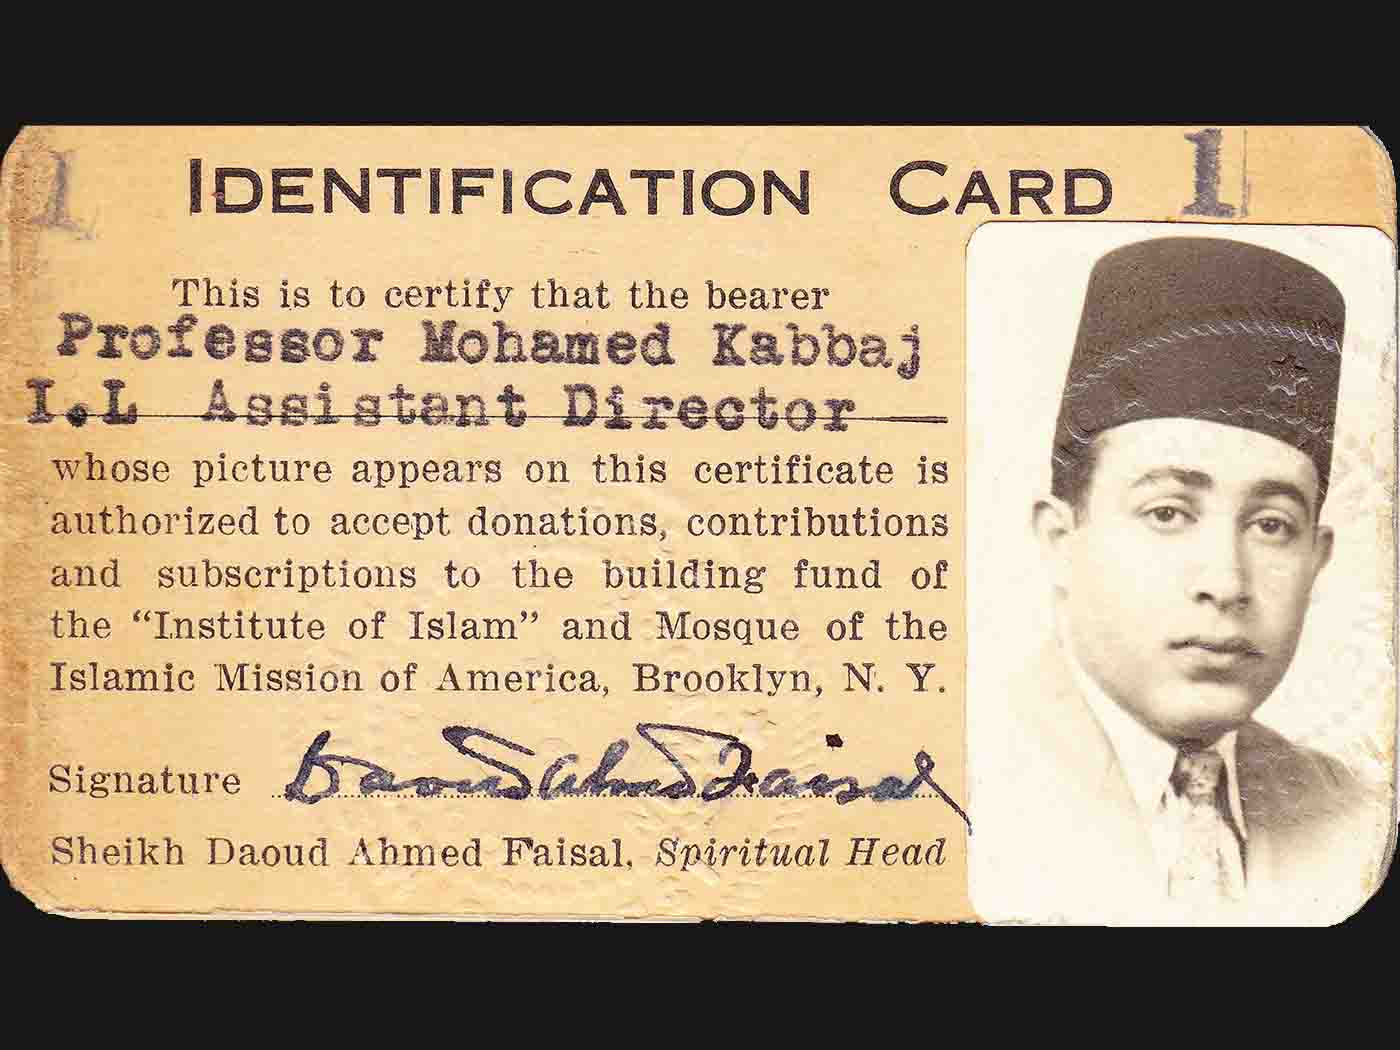 1 IDENTIFICATION CARD 1
This is to certify that the bearer
Professor Mohamed Kabbaj
I.L Assistant Director
whose picture appears on this certificate is
authorized to accept donations, contributions
and subscriptions to the building fund of
the “Institute of Islam” and Mosque of the
Islamic Mission of America, Brooklyn, N. Y.
Signature Daoud Ahmed Faisal
Sheikh Daoud Ahmed Faisal, Spiritual Head